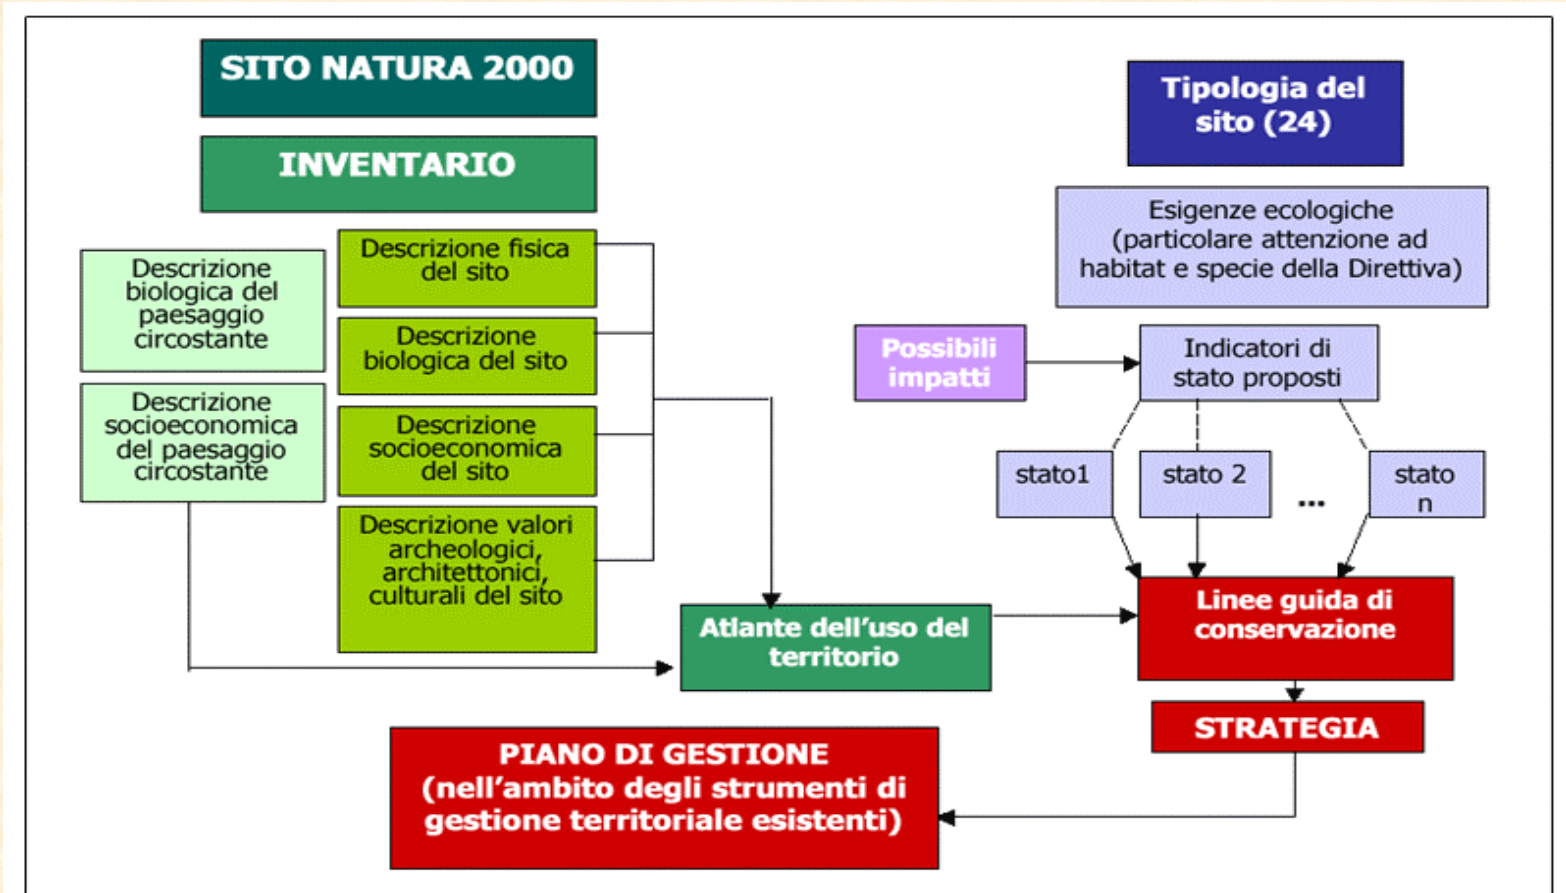 SITO NATURA 2000
INVENTARIO
Descrizione
biologica del
paesaggio
circostante
Descrizione
socioeconomica
del paesaggio
circostante
Descrizione fisica
del sito
Descrizione
biologica del sito
Descrizione
socioeconomica
del sito
Descrizione valori
archeologici,
architettonici,
culturali del sito
Tipologia del
sito (24)
Esigenze ecologiche
(particolare attenzione ad
habitat e specie della Direttiva)
Possibili
impatti
Indicatori di
stato proposti
stato1
stato 2
...
stato
n
Atlante dell’uso del
territorio
Linee guida di
conservazione
STRATEGIA
PIANO DI GESTIONE
(nell’ambito degli strumenti di
gestione territoriale esistenti)